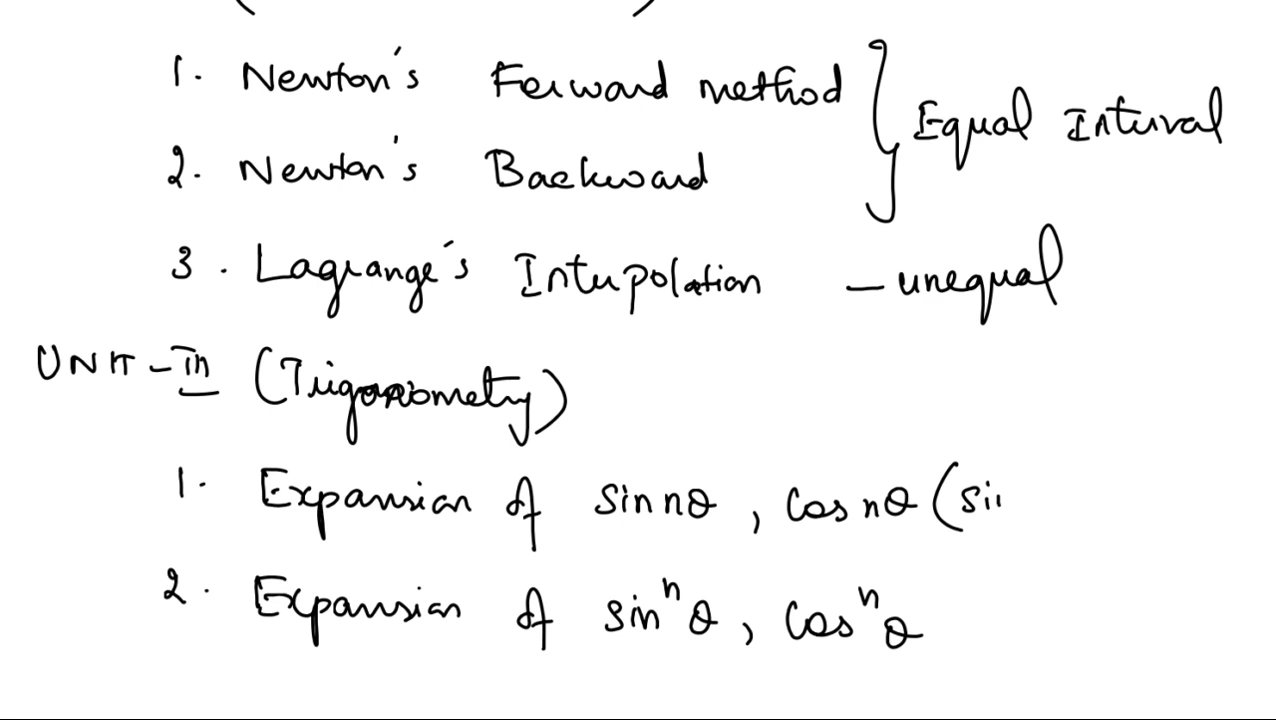 1. Newton's Forward method } Equal Interval
2. Newton's Backward
3. Lagrange's Interpolation – unequal
UNIT – III (Trigonometry)
1. Expansion of sin nθ, cos nθ (sin
2. Expansion of sinⁿθ, cosⁿθ